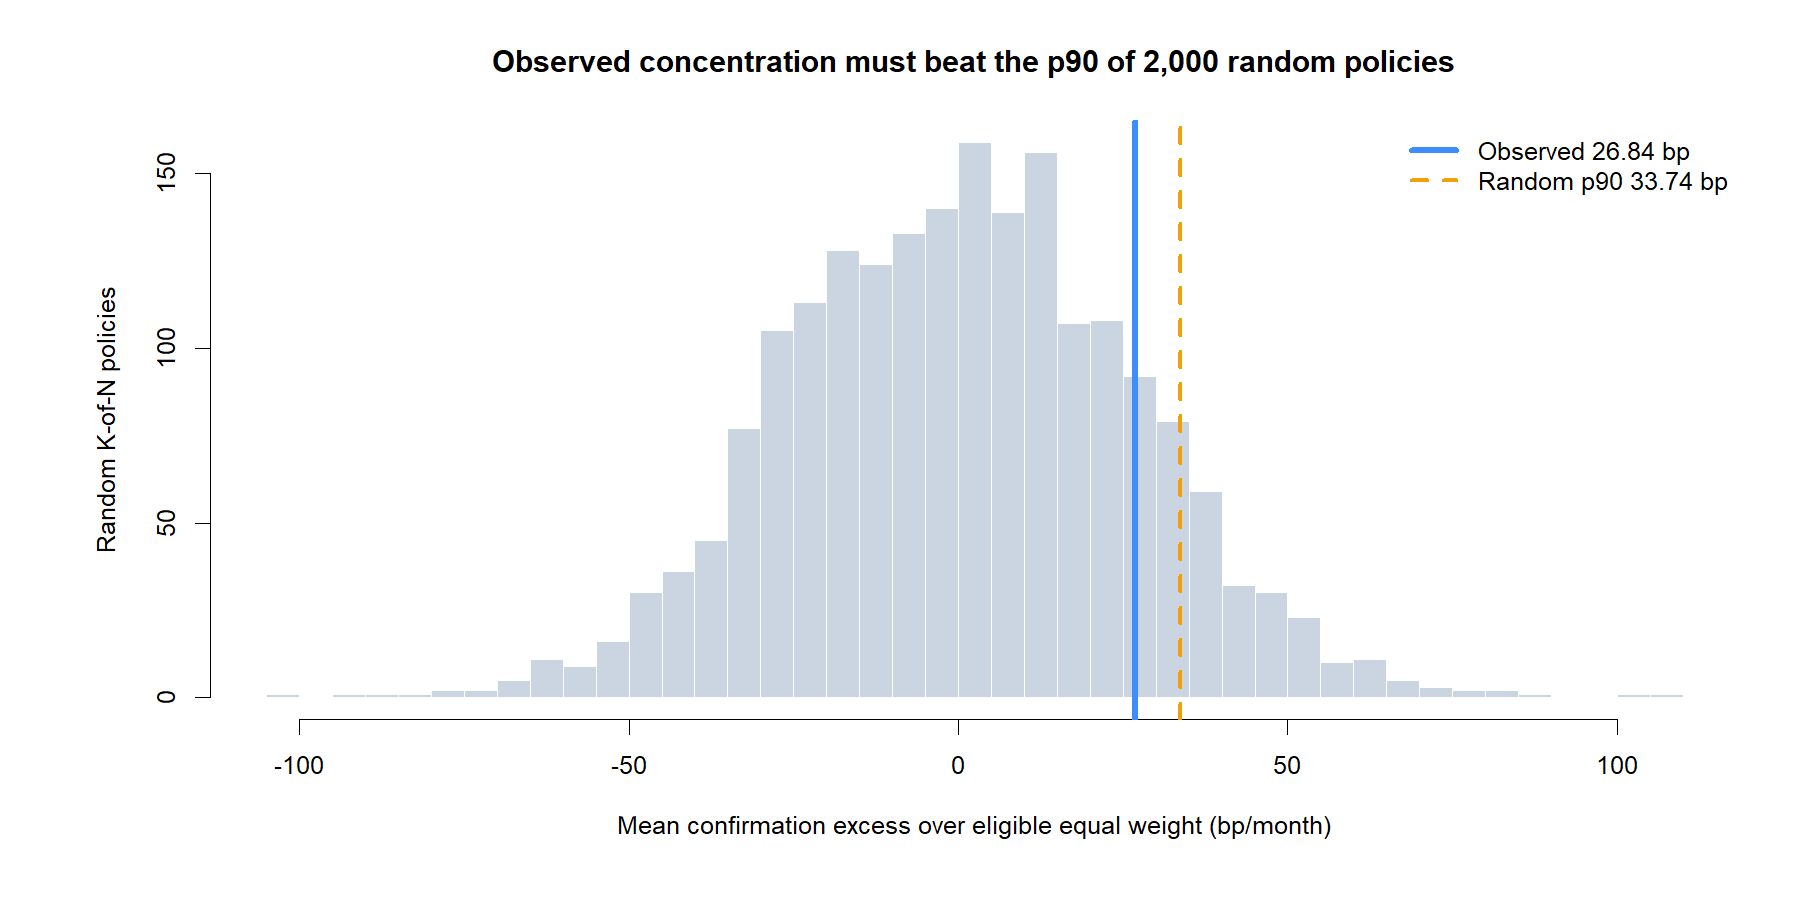 Observed concentration must beat the p90 of 2,000 random policies
Observed 26.84 bp
Random p90 33.74 bp
Random K-of-N policies
150
100
50
0
-100 -50 0 50 100
Mean confirmation excess over eligible equal weight (bp/month)